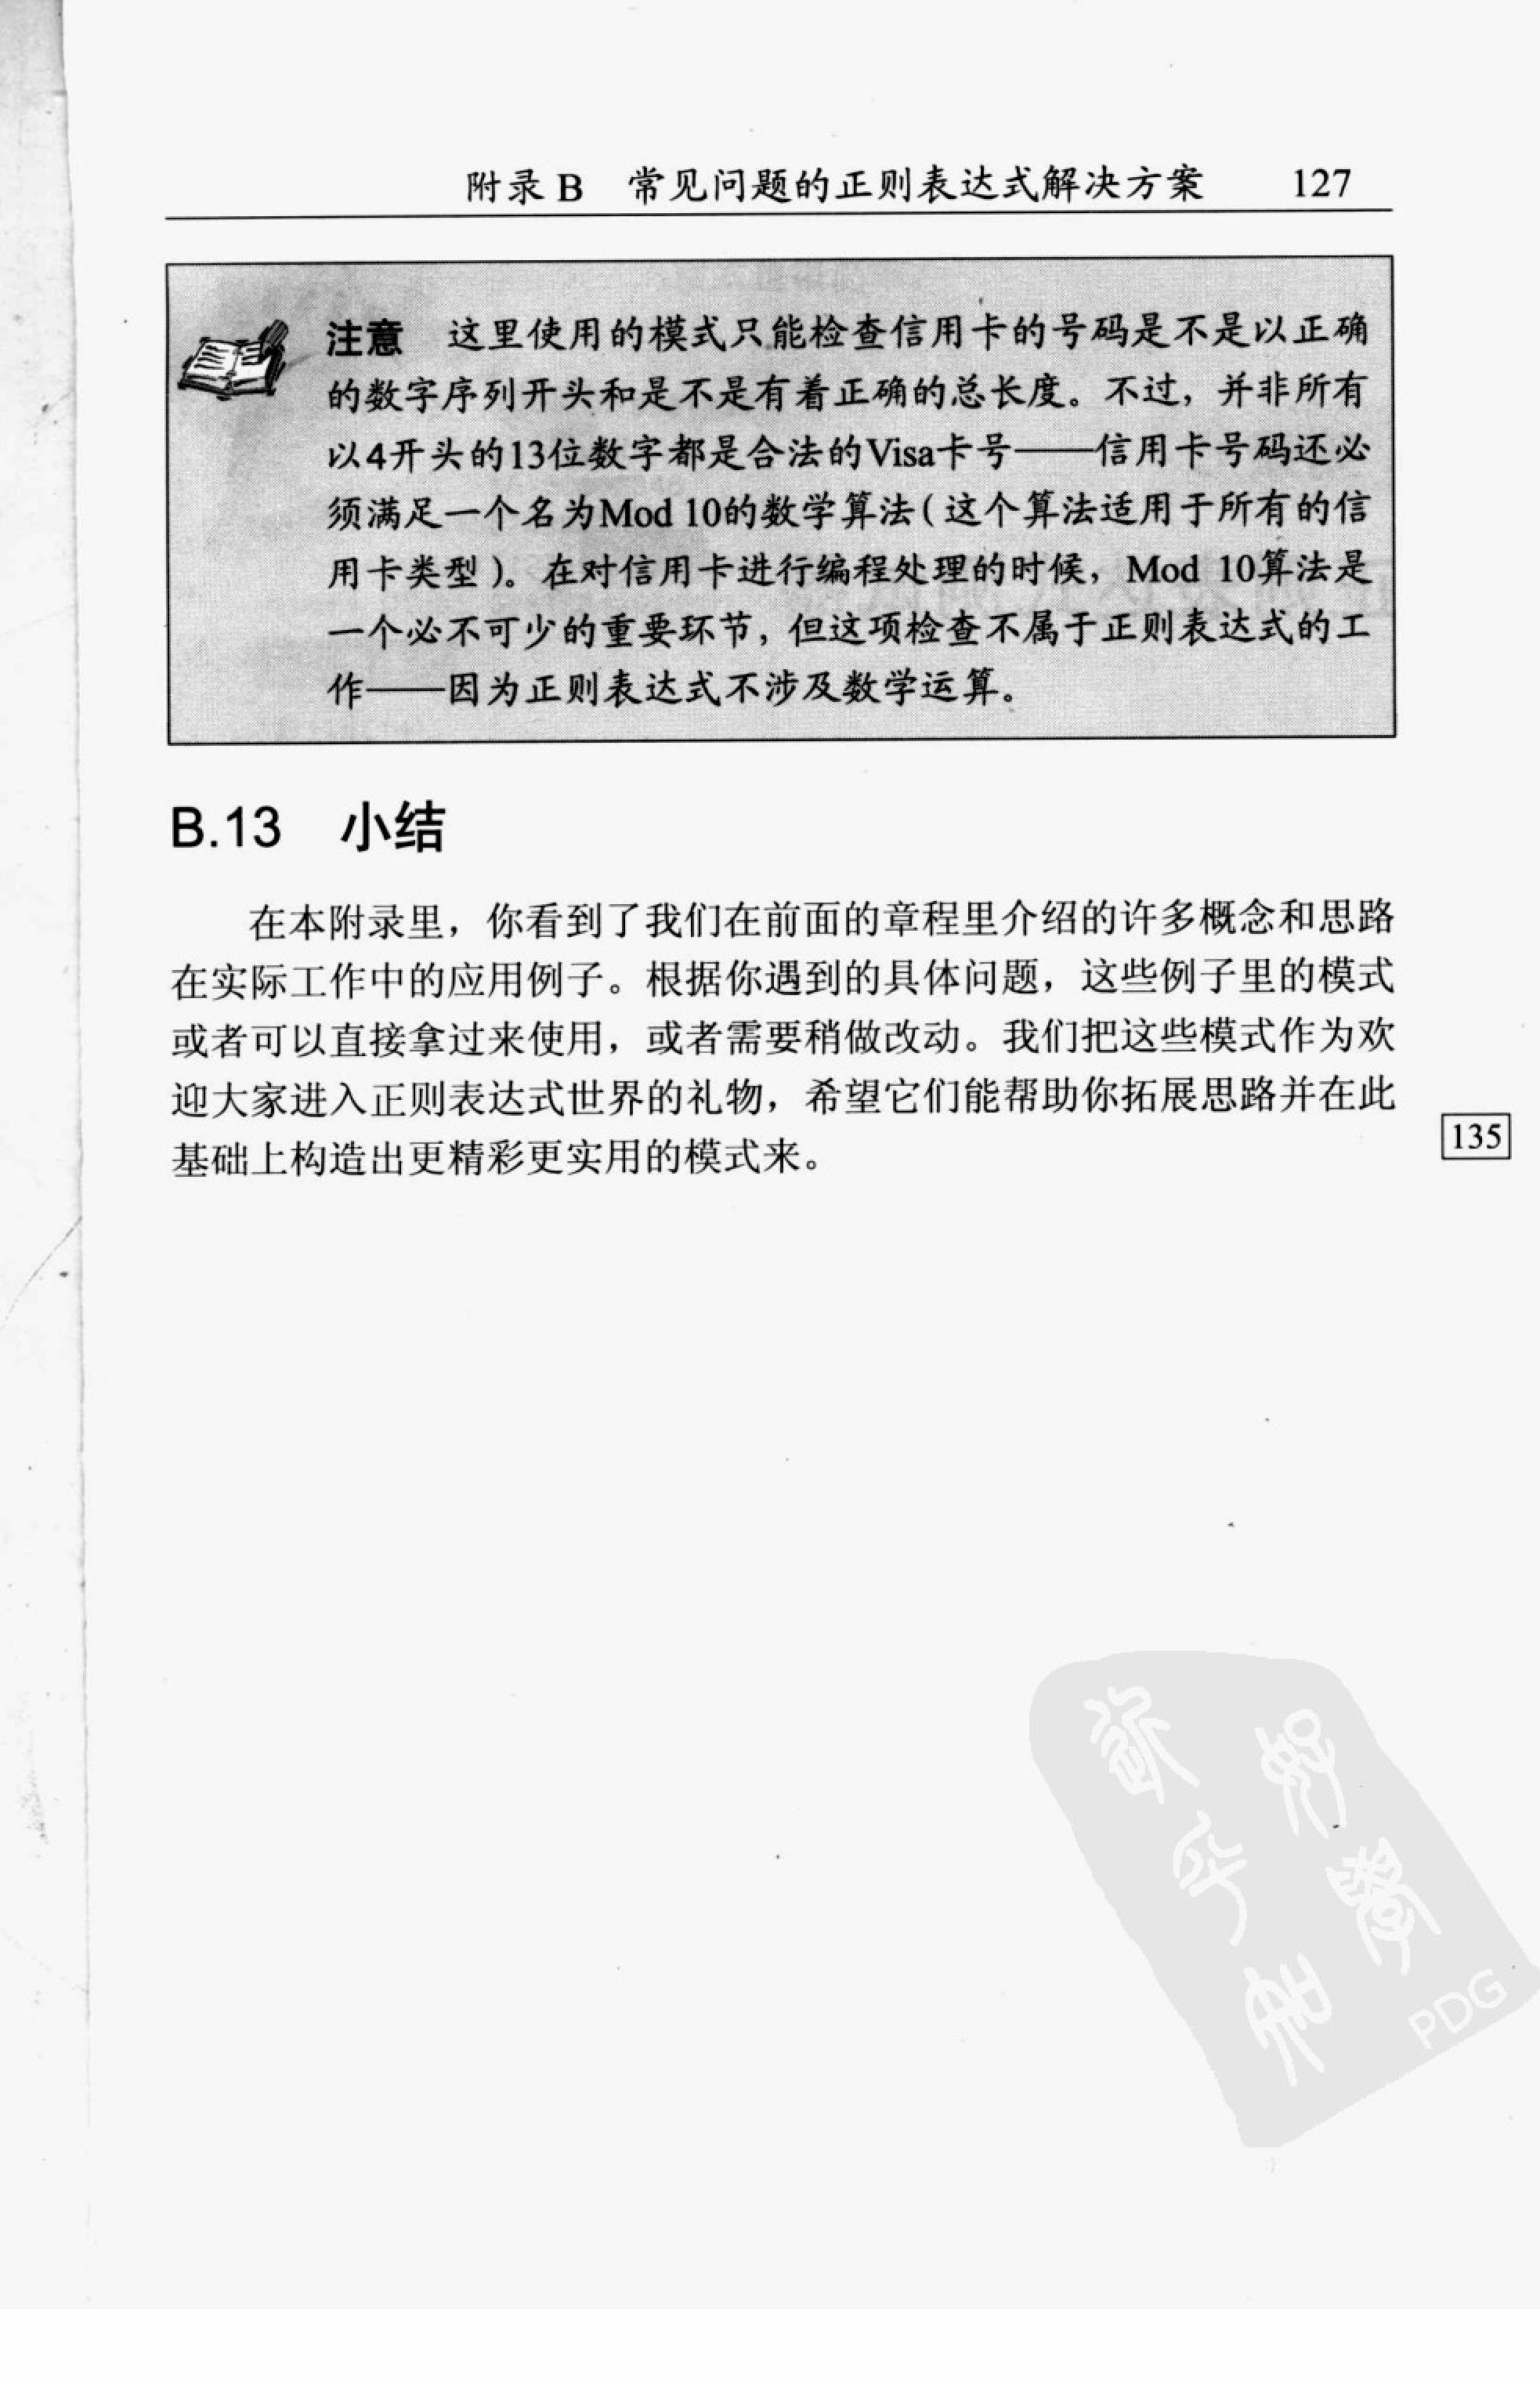 附录 B 常见问题的正则表达式解决方案 127
注意 这里使用的模式只能检查信用卡的号码是不是以正确
的数字序列开头和是不是有着正确的总长度。不过，并非所有
以4开头的13位数字都是合法的Visa卡号——信用卡号码还必
须满足一个名为Mod 10的数学算法（这个算法适用于所有的信
用卡类型）。在对信用卡进行编程处理的时候，Mod 10算法是
一个必不可少的重要环节，但这项检查不属于正则表达式的工
作——因为正则表达式不涉及数学运算。
B.13 小结
在本附录里，你看到了我们在前面的章程里介绍的许多概念和思路
在实际工作中的应用例子。根据你遇到的具体问题，这些例子里的模式
或者可以直接拿过来使用，或者需要稍做改动。我们把这些模式作为欢
迎大家进入正则表达式世界的礼物，希望它们能帮助你拓展思路并在此
基础上构造出更精彩更实用的模式来。
135
PDG